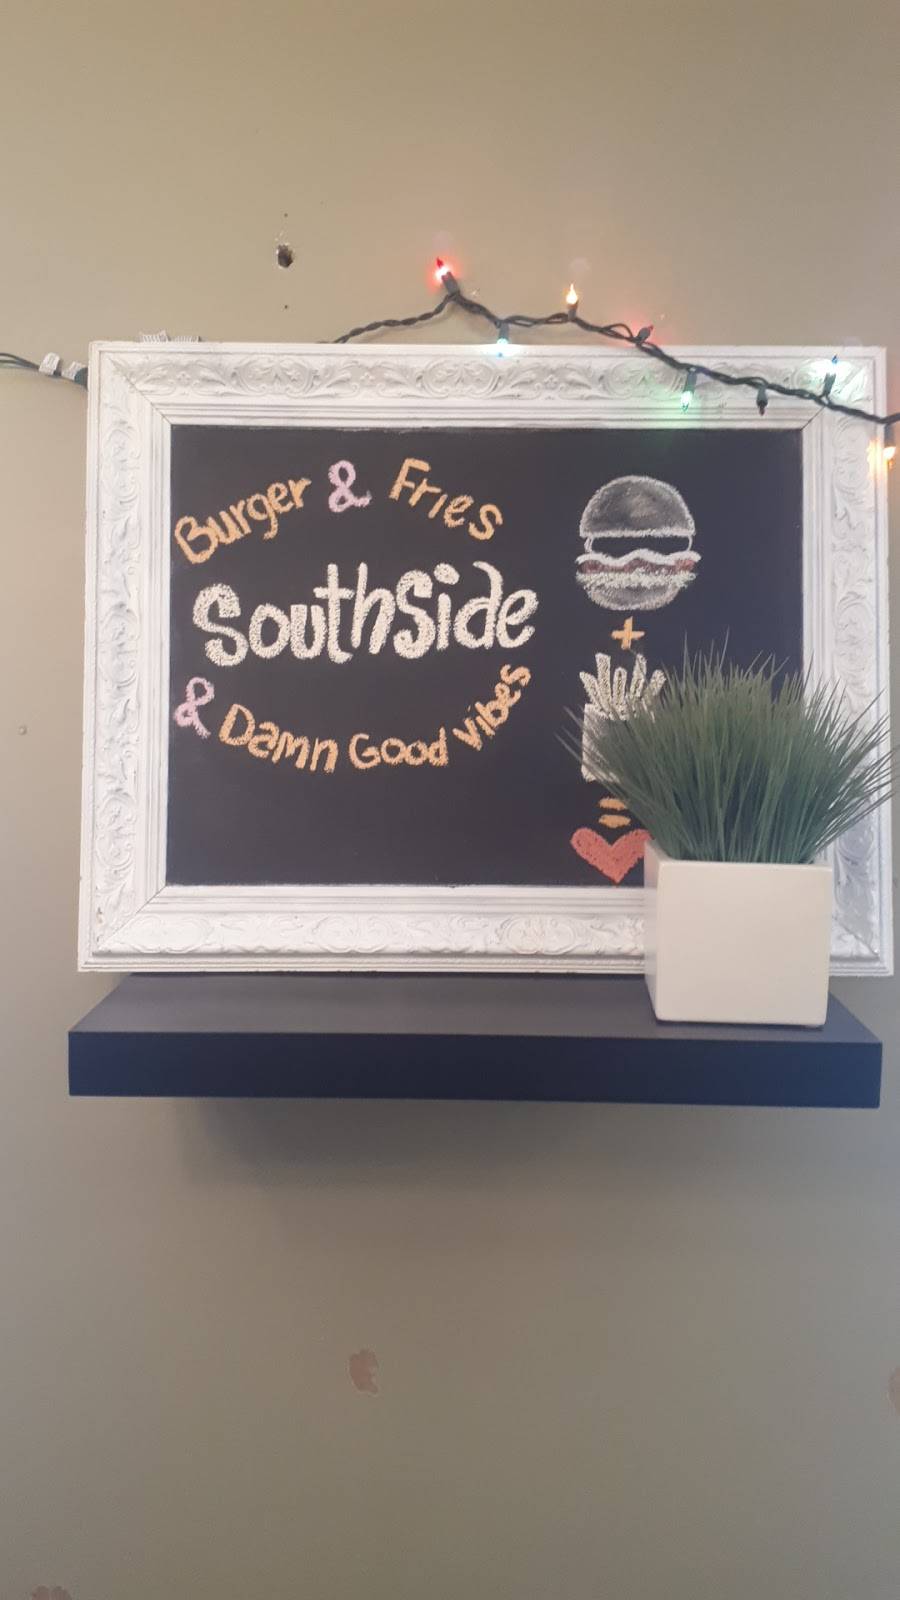 Burger & Fries
Southside
& Damn Good Vibes
+
=